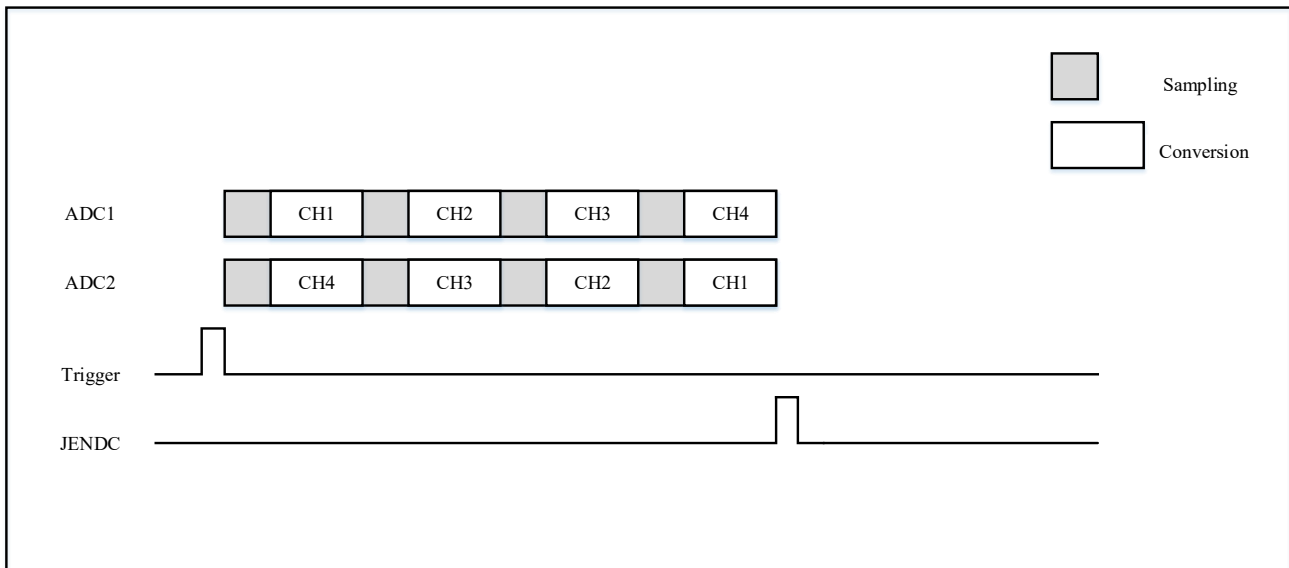 Sampling
Conversion
ADC1 CH1 CH2 CH3 CH4
ADC2 CH4 CH3 CH2 CH1
Trigger
JENDC